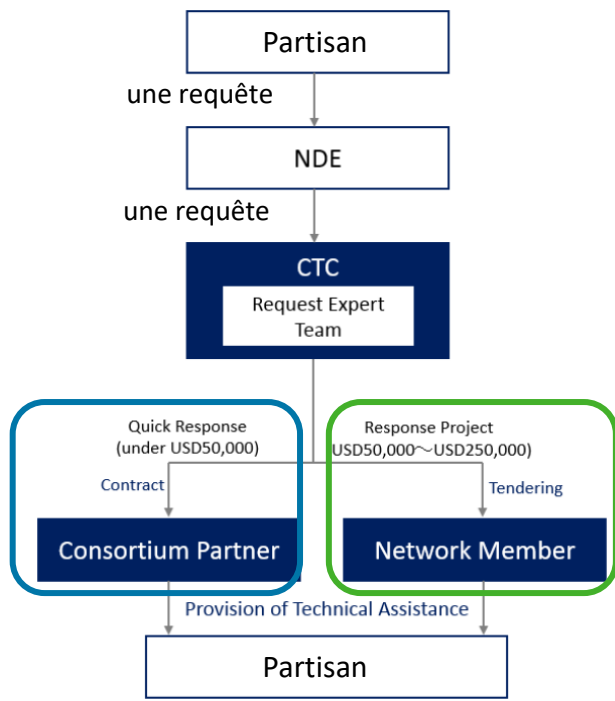 Partisan
une requête
NDE
une requête
CTC
Request Expert
Team
Quick Response
(under USD50,000)
Response Project
USD50,000～USD250,000)
Contract
Tendering
Consortium Partner
Network Member
Provision of Technical Assistance
Partisan